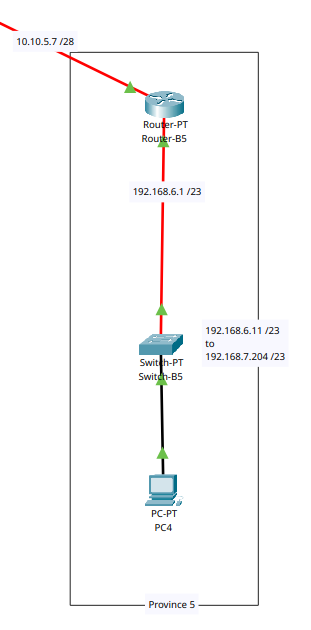 10.10.5.7 /28
Router-PT
Router-B5
192.168.6.1 /23
192.168.6.11 /23
to
192.168.7.204 /23
Switch-PT
Switch-B5
PC-PT
PC4
Province 5